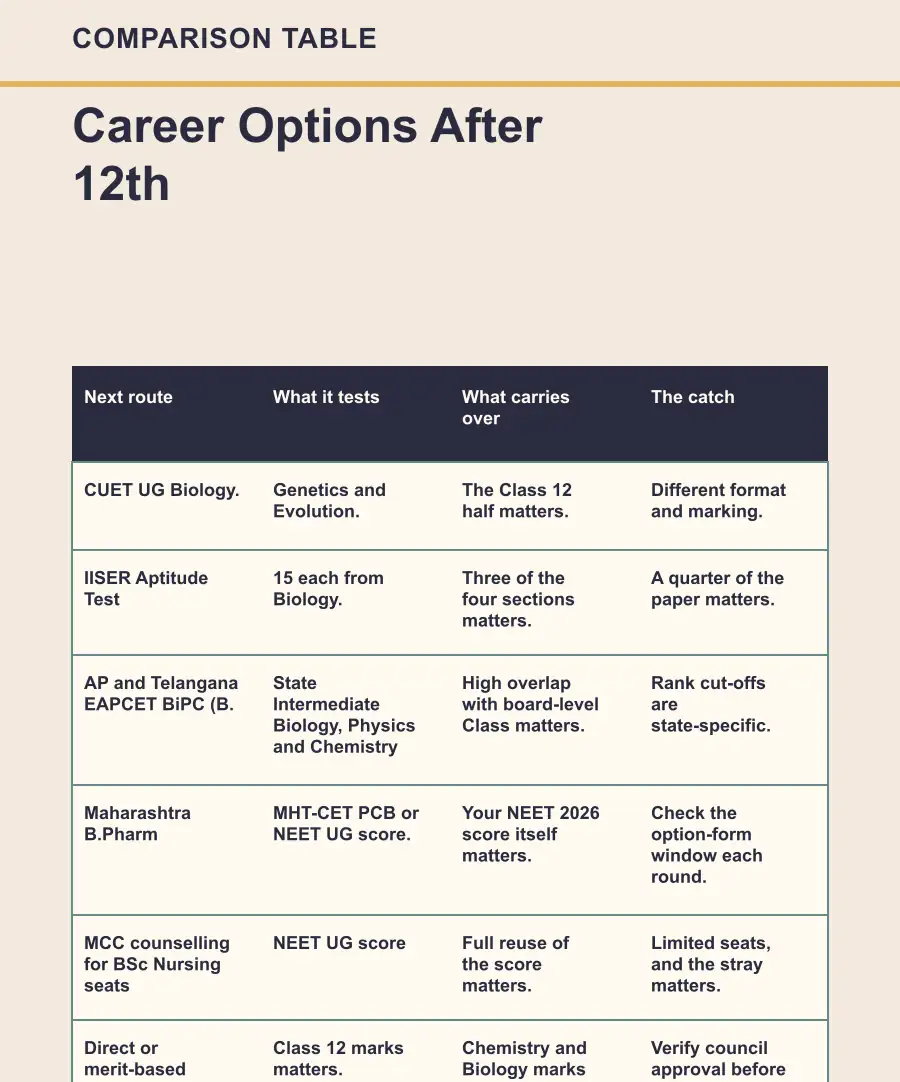 COMPARISON TABLE
Career Options After
12th
Next route
What it tests
What carries
over
The catch
CUET UG Biology.
Genetics and
Evolution.
The Class 12
half matters.
Different format
and marking.
IISER Aptitude
Test
15 each from
Biology.
Three of the
four sections
matters.
A quarter of the
paper matters.
AP and Telangana
EAPCET BiPC (B.
State
Intermediate
Biology, Physics
and Chemistry
High overlap
with board-level
Class matters.
Rank cut-offs
are
state-specific.
Maharashtra
B.Pharm
MHT-CET PCB or
NEET UG score.
Your NEET 2026
score itself
matters.
Check the
option-form
window each
round.
MCC counselling
for BSc Nursing
seats
NEET UG score
Full reuse of
the score
matters.
Limited seats,
and the stray
matters.
Direct or
merit-based
Class 12 marks
matters.
Chemistry and
Biology marks
Verify council
approval before